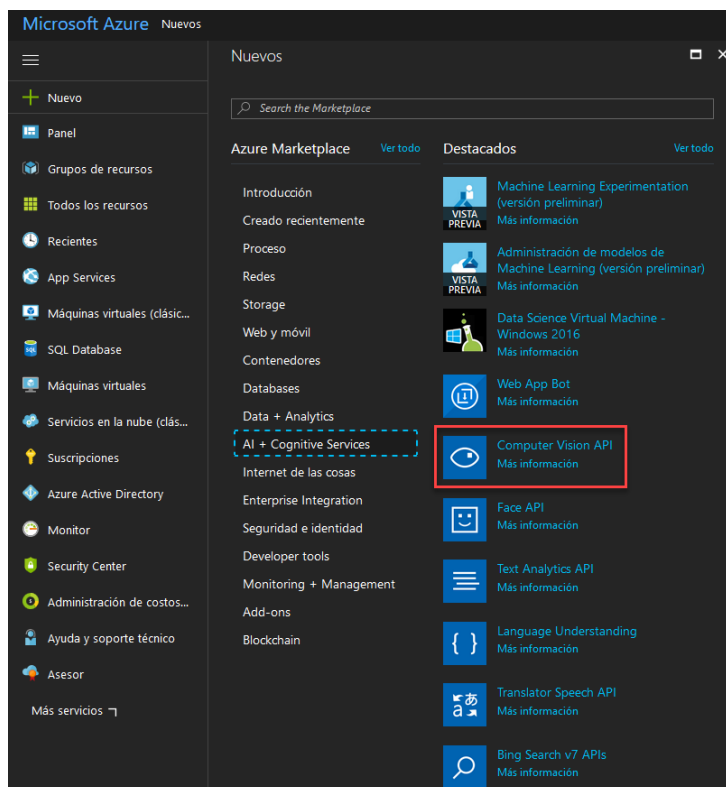 Microsoft Azure Nuevos
Nuevo
Panel
Grupos de recursos
Todos los recursos
Recientes
App Services
Máquinas virtuales (clásic...
SQL Database
Máquinas virtuales
Servicios en la nube (clás...
Suscripciones
Azure Active Directory
Monitor
Security Center
Administración de costos...
Ayuda y soporte técnico
Asesor
Más servicios
Nuevos
Search the Marketplace
Azure Marketplace Ver todo
Introducción
Creado recientemente
Proceso
Redes
Storage
Web y móvil
Contenedores
Databases
Data + Analytics
AI + Cognitive Services
Internet de las cosas
Enterprise Integration
Seguridad e identidad
Developer tools
Monitoring + Management
Add-ons
Blockchain
Destacados Ver todo
VISTA
PREVIA
Machine Learning Experimentation
(versión preliminar)
Más información
VISTA
PREVIA
Administración de modelos de
Machine Learning (versión preliminar)
Más información
Data Science Virtual Machine -
Windows 2016
Más información
Web App Bot
Más información
Computer Vision API
Más información
Face API
Más información
Text Analytics API
Más información
Language Understanding
Más información
Translator Speech API
Más información
Bing Search v7 APIs
Más información